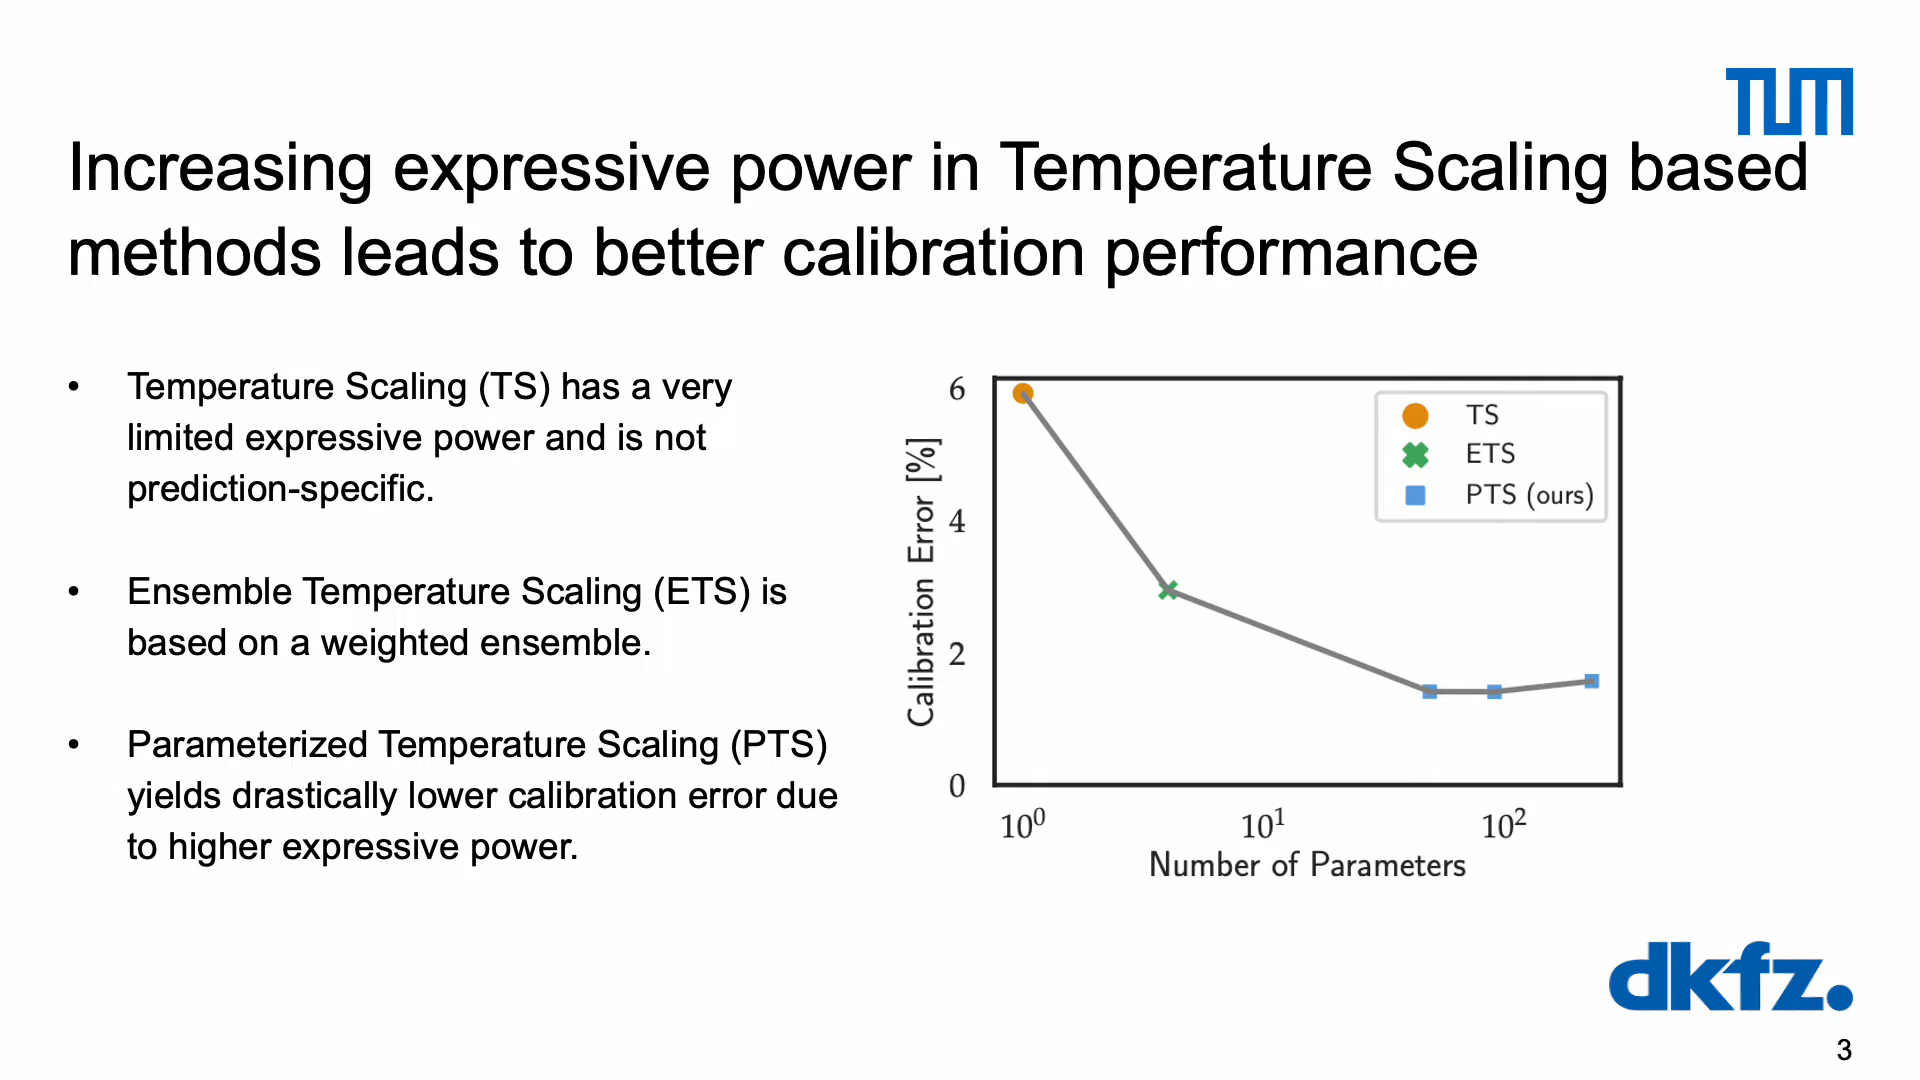 TUM
Increasing expressive power in Temperature Scaling based
methods leads to better calibration performance
• Temperature Scaling (TS) has a very
limited expressive power and is not
prediction-specific.
• Ensemble Temperature Scaling (ETS) is
based on a weighted ensemble.
• Parameterized Temperature Scaling (PTS)
yields drastically lower calibration error due
to higher expressive power.
Calibration Error [%]
6
4
2
0
TS
ETS
PTS (ours)
10⁰ 10¹ 10²
Number of Parameters
dkfz.
3